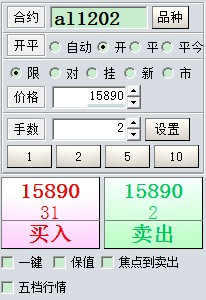 合约 al1202 品种
开平 自动 开 平 平今
限 对 挂 新 市
价格 15890
手数 2 设置
1 2 5 10
15890 15890
31 2
买入 卖出
一键 保值 焦点到卖出
五档行情